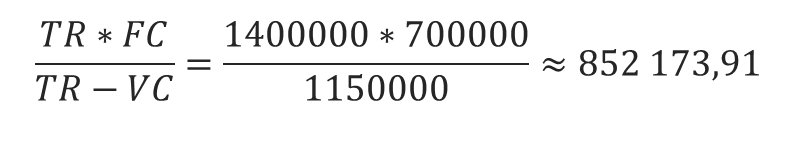 TR * FC / TR − VC = 1400000 * 700000 / 1150000 ≈ 852 173,91